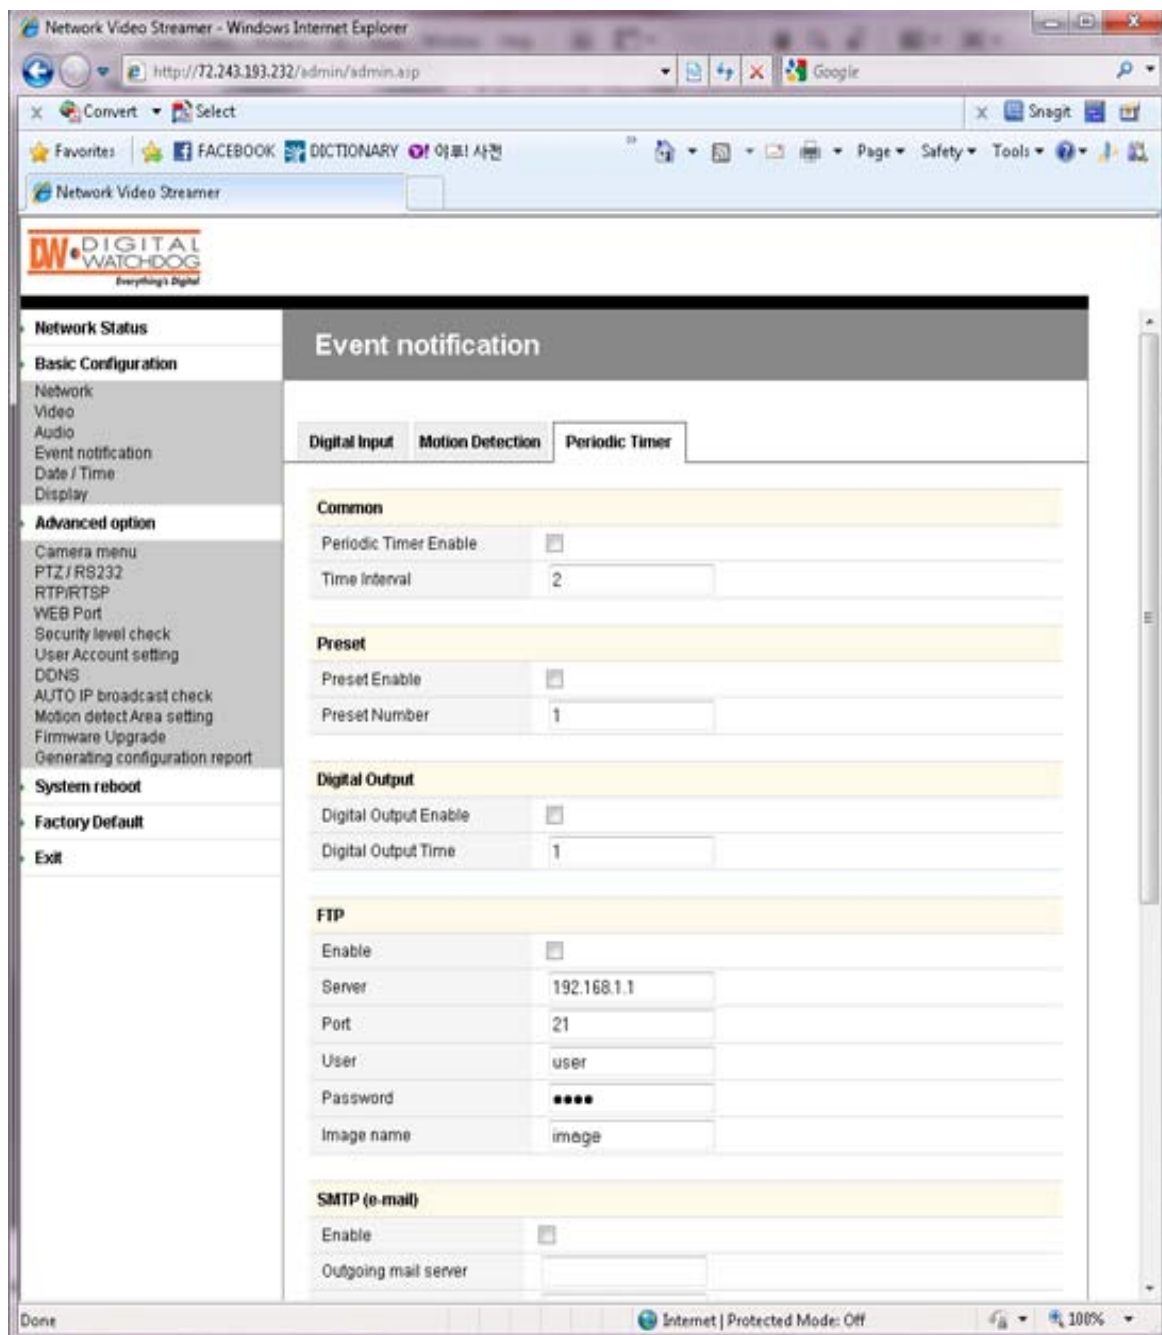 Network Video Streamer - Windows Internet Explorer
http://72.243.193.232/admin/admin.asp
Google
x Convert Select x Snagit
Favorites FACEBOOK DICTIONARY Y! 야후! 사전 » Page Safety Tools
Network Video Streamer
DW DIGITAL
WATCHDOG
Everything's Digital
Network Status
Basic Configuration
Network
Video
Audio
Event notification
Date / Time
Display
Advanced option
Camera menu
PTZ / RS232
RTP/RTSP
WEB Port
Security level check
User Account setting
DDNS
AUTO IP broadcast check
Motion detect Area setting
Firmware Upgrade
Generating configuration report
System reboot
Factory Default
Exit
Event notification
Digital Input Motion Detection Periodic Timer
Common
Periodic Timer Enable
Time Interval 2
Preset
Preset Enable
Preset Number 1
Digital Output
Digital Output Enable
Digital Output Time 1
FTP
Enable
Server 192.168.1.1
Port 21
User user
Password ••••
Image name image
SMTP (e-mail)
Enable
Outgoing mail server
Done Internet | Protected Mode: Off 100%